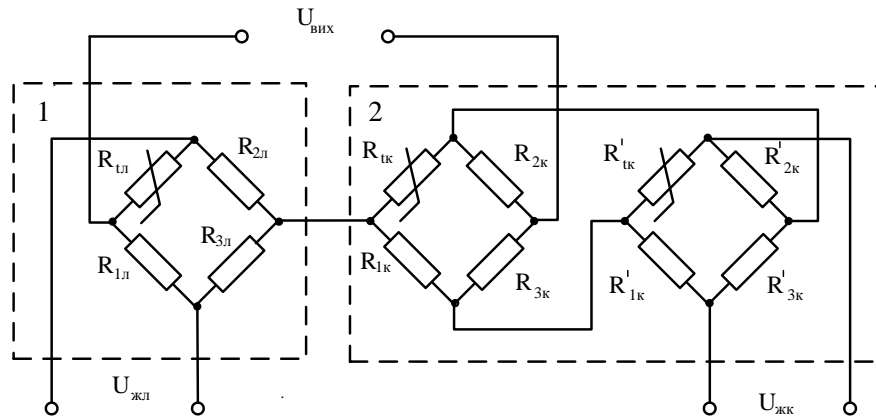 Uвих
1
2
Rtл
R2л
R1л
R3л
Rtк
R2к
R1к
R3к
R'tк
R'2к
R'1к
R'3к
Uжл
Uжк